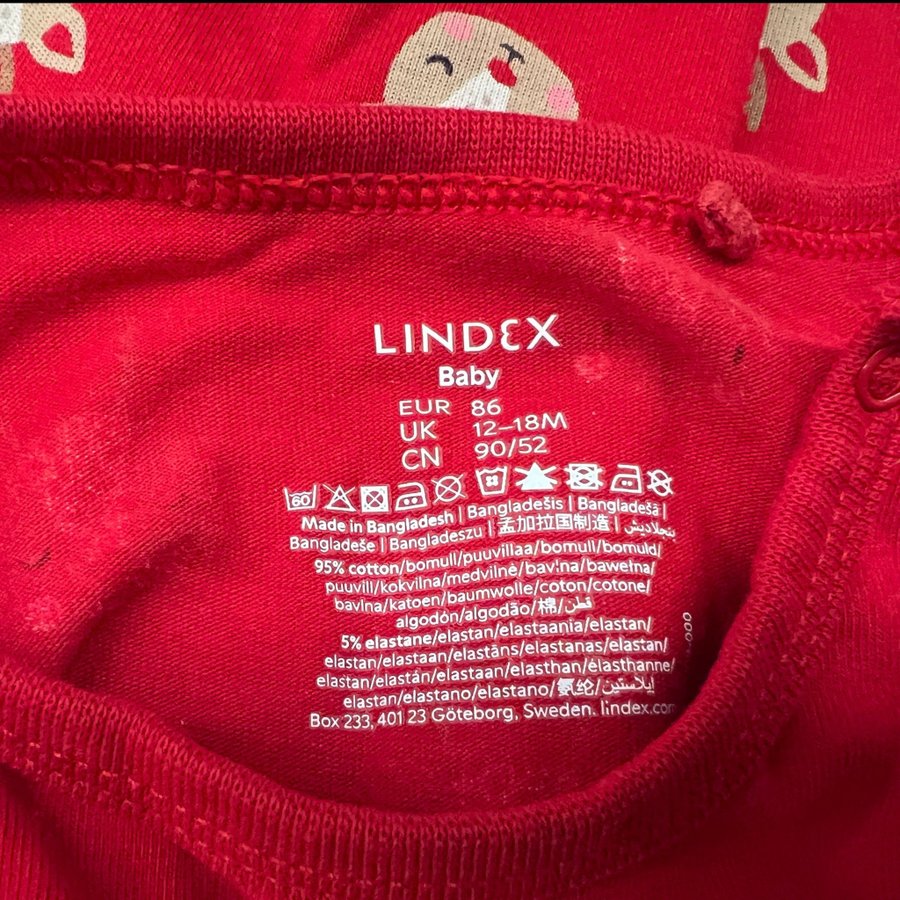 LINDEX
Baby
EUR 86
UK 12–18M
CN 90/52
60
Made in Bangladesh | Bangladešis | Bangladešā |
Bangladeše | Bangladeszu | 孟加拉国制造 | بنجلاديش
95% cotton/bomull/puuvillaa/bomull/bomuld/
puuvill/kokvilna/medvilnė/bavlna/bawełna/
bavlna/katoen/baumwolle/coton/cotone/
algodón/algodão/棉/قطن
5% elastane/elastan/elastaania/elastan/
elastan/elastaan/elastāns/elastanas/elastan/
elastan/elastán/elastaan/elasthan/élasthanne/
elastan/elastano/elastano/氨纶/إيلاستين
Box 233, 401 23 Göteborg, Sweden. lindex.com